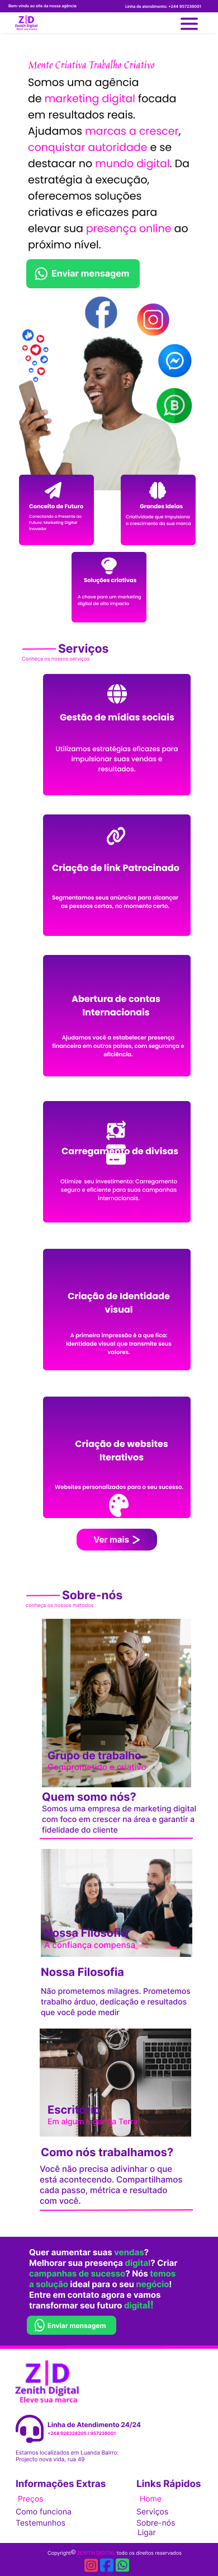 Bem-vindo ao site da nossa agência
Linha de atendimento: +244 957236001
Z|D
Zenith Digital
Eleve sua marca
Mente Criativa Trabalho Criativo
Somos uma agência
de marketing digital focada
em resultados reais.
Ajudamos marcas a crescer,
conquistar autoridade e se
destacar no mundo digital. Da
estratégia à execução,
oferecemos soluções
criativas e eficazes para
elevar sua presença online ao
próximo nível.
Enviar mensagem
Conceito de Futuro
Conectando o Presente ao
Futuro: Marketing Digital
Inovador
Grandes Ideias
Criatividade que Impulsiona
o crescimento da sua marca
Soluções criativas
A chave para um marketing
digital de alto impacto
Serviços
Conheça os nossos serviços
Gestão de mídias sociais
Utilizamos estratégias eficazes para
impulsionar suas vendas e
resultados.
Criação de link Patrocinado
Segmentamos seus anúncios para alcançar
as pessoas certas, no momento certo.
Abertura de contas
Internacionais
Ajudamos você a estabelecer presença
financeira em outros países, com segurança e
eficiência.
Carregamento de divisas
Otimize seu investimento: Carregamento
seguro e eficiente para suas campanhas
internacionais.
Criação de Identidade
visual
A primeira impressão é a que fica:
Identidade visual que transmite seus
valores.
Criação de websites
Iterativos
Websites personalizados para o seu sucesso.
Ver mais >
Sobre-nós
conheça os nossos métodos
Grupo de trabalho
Comprometido e criativo
Quem somo nós?
Somos uma empresa de marketing digital
com foco em crescer na área e garantir a
fidelidade do cliente
Nossa Filosofia
A confiança compensa
Nossa Filosofia
Não prometemos milagres. Prometemos
trabalho árduo, dedicação e resultados
que você pode medir
Escritório
Em algum lugar da Terra
Como nós trabalhamos?
Você não precisa adivinhar o que
está acontecendo. Compartilhamos
cada passo, métrica e resultado
com você.
Quer aumentar suas vendas?
Melhorar sua presença digital? Criar
campanhas de sucesso? Nós temos
a solução ideal para o seu negócio!
Entre em contato agora e vamos
transformar seu futuro digital!!
Enviar mensagem
Z|D
Zenith Digital
Eleve sua marca
Linha de Atendimento 24/24
+244 928328205 / 957236001
Estamos localizados em Luanda Bairro:
Projecto nova vida, rua 49
Informações Extras
Links Rápidos
Preços
Home
Como funciona
Serviços
Testemunhos
Sobre-nós
Ligar
Copyright© ZENITH DIGITAL todo os direitos reservados